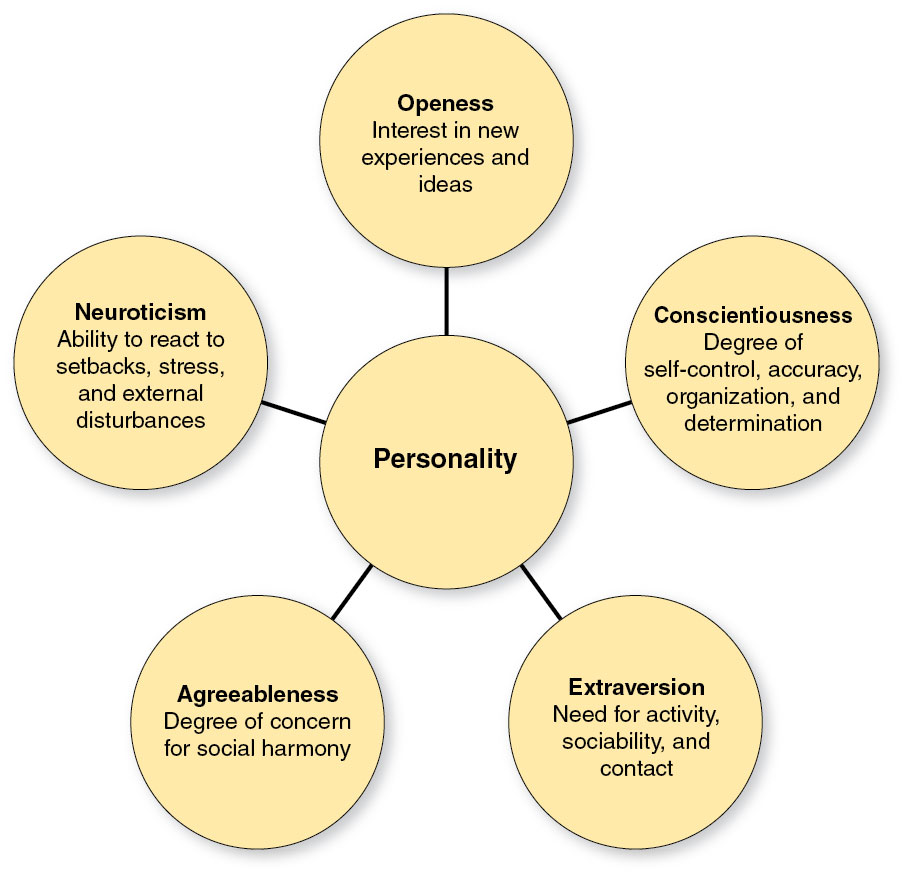 Openess
Interest in new
experiences and
ideas
Neuroticism
Ability to react to
setbacks, stress,
and external
disturbances
Conscientiousness
Degree of
self-control, accuracy,
organization, and
determination
Personality
Agreeableness
Degree of concern
for social harmony
Extraversion
Need for activity,
sociability, and
contact